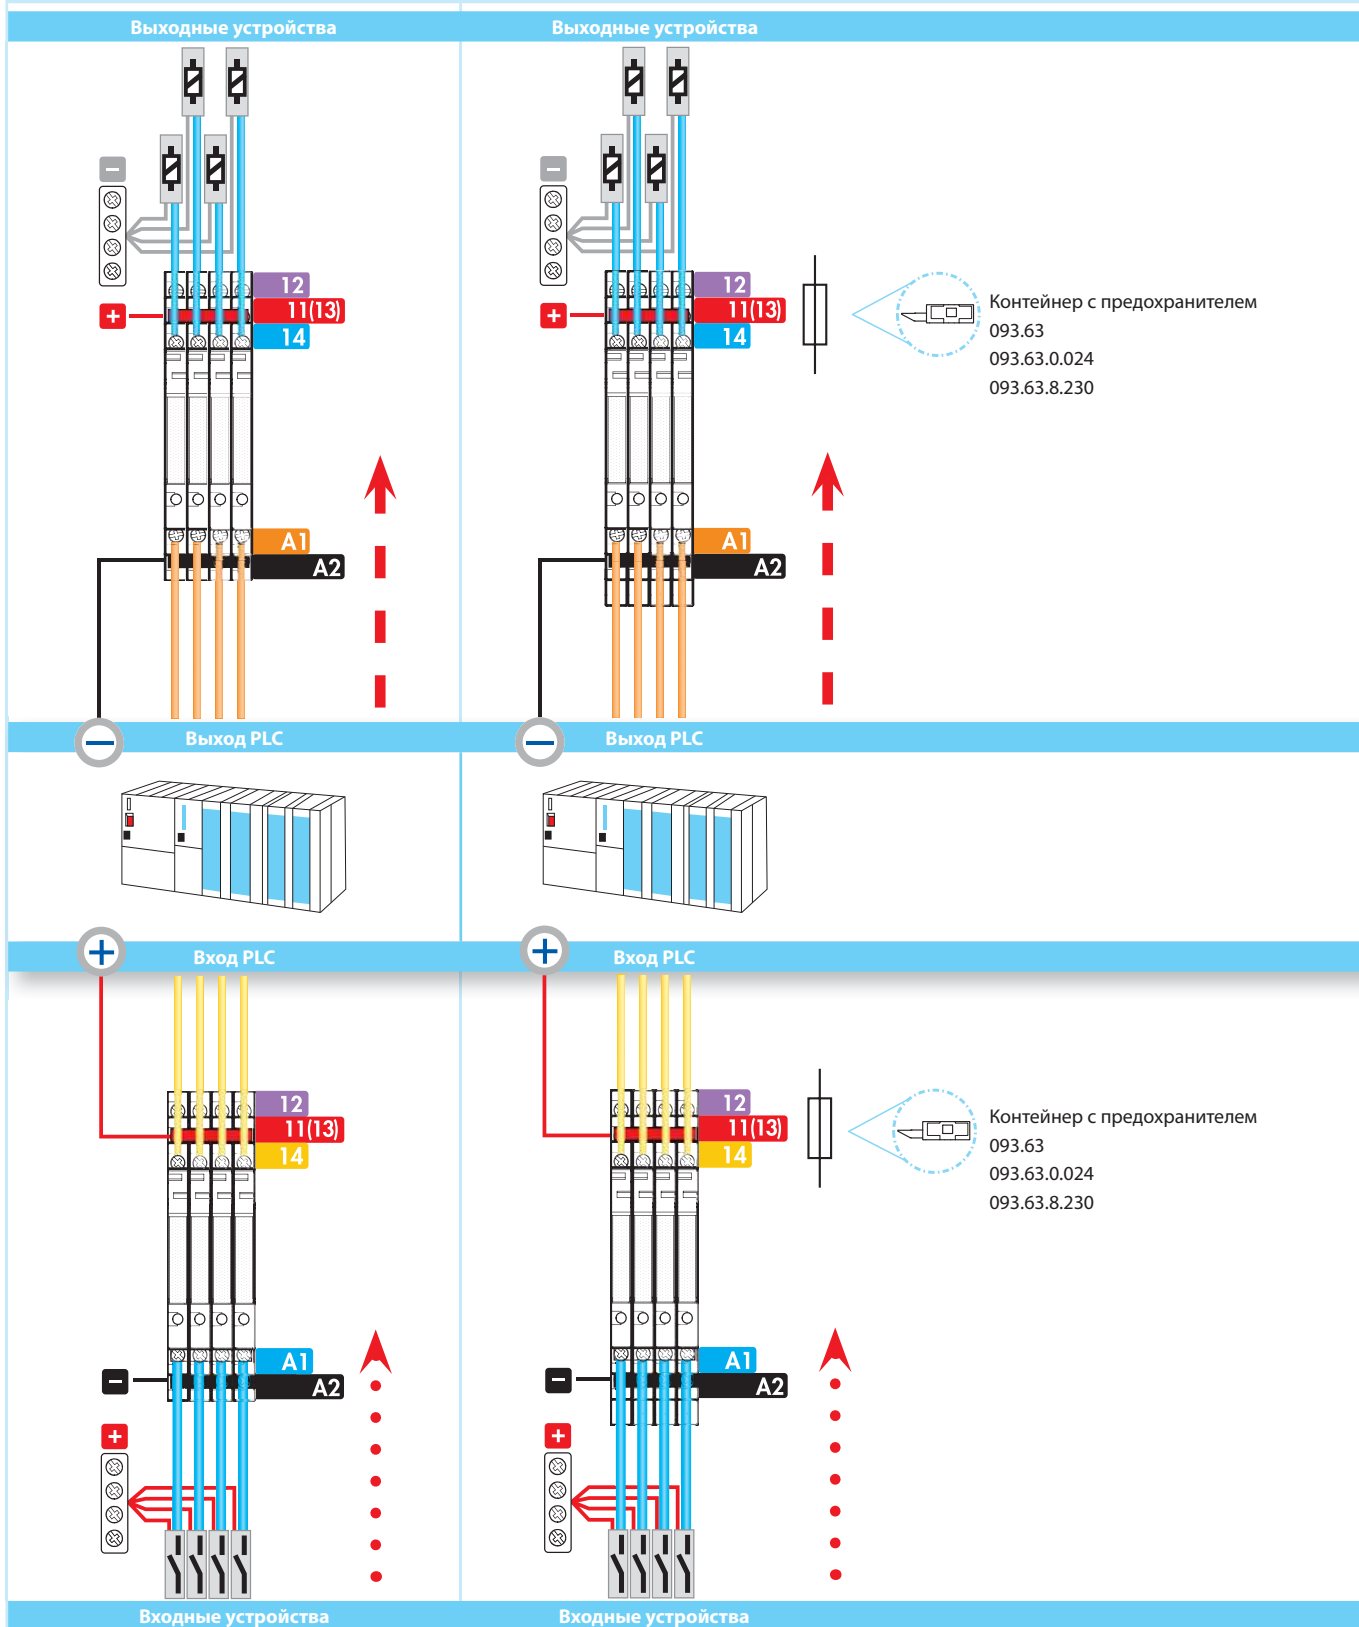 Выходные устройства
Выходные устройства
12
11(13)
14
A1
A2
12
11(13)
14
Контейнер с предохранителем
093.63
093.63.0.024
093.63.8.230
A1
A2
Выход PLC
Выход PLC
Вход PLC
Вход PLC
12
11(13)
14
A1
A2
12
11(13)
14
Контейнер с предохранителем
093.63
093.63.0.024
093.63.8.230
A1
A2
Входные устройства
Входные устройства